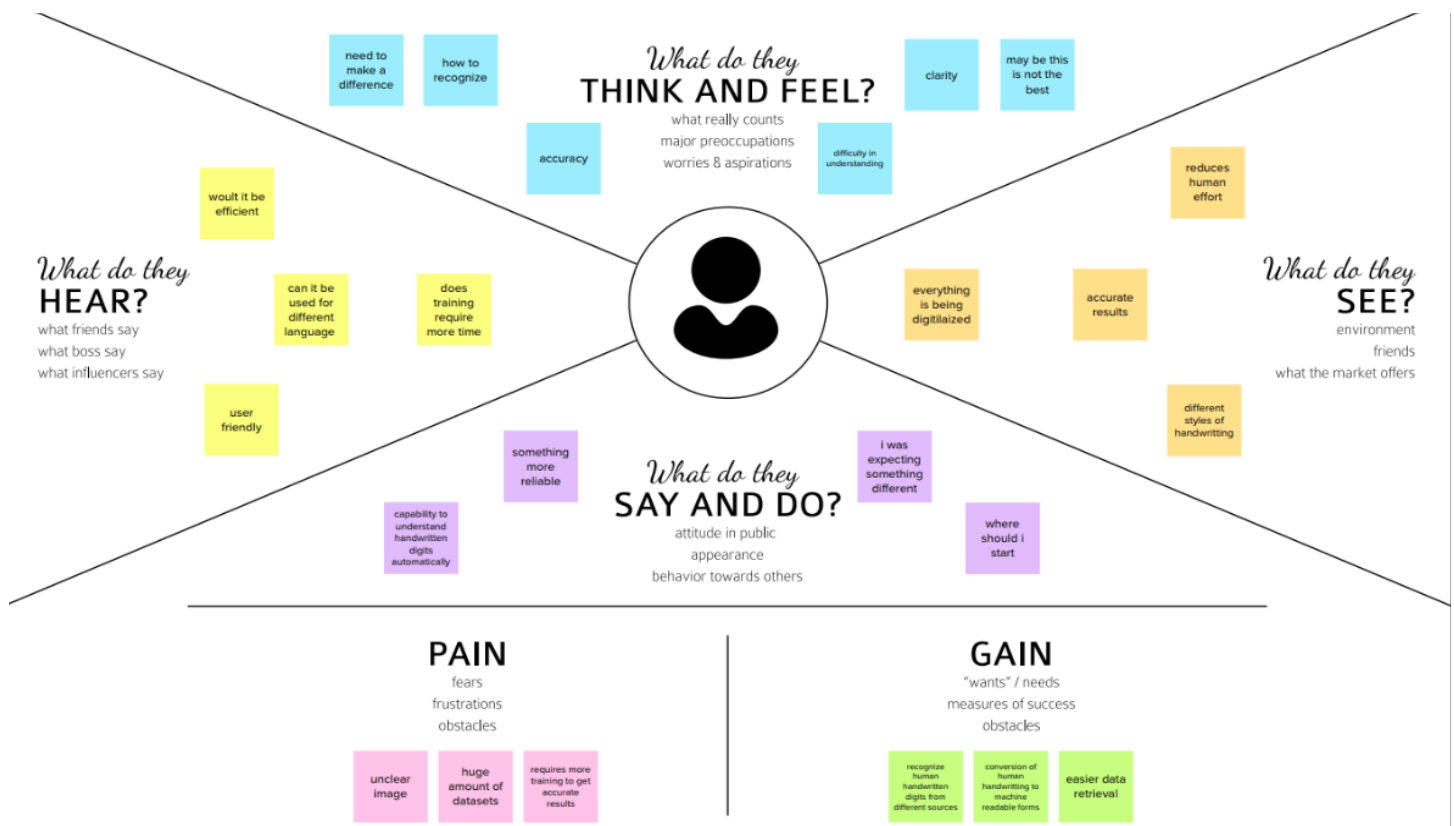 What do they
THINK AND FEEL?
what really counts
major preoccupations
worries & aspirations
need to
make a
difference
how to
recognize
accuracy
clarity
may be this
is not the
best
difficulty in
understanding
What do they
HEAR?
what friends say
what boss say
what influencers say
woult it be
efficient
can it be
used for
different
language
does
training
require
more time
user
friendly
What do they
SEE?
environment
friends
what the market offers
reduces
human
effort
everything
is being
digitilaized
accurate
results
different
styles of
handwritting
What do they
SAY AND DO?
attitude in public
appearance
behavior towards others
something
more
reliable
capability to
understand
handwritten
digits
automatically
i was
expecting
something
different
where
should i
start
PAIN
fears
frustrations
obstacles
unclear
image
huge
amount of
datasets
requires more
training to get
accurate
results
GAIN
"wants" / needs
measures of success
obstacles
recognize
human
handwritten
digits from
different sources
conversion of
human
handwritting to
machine
readable forms
easier data
retrieval